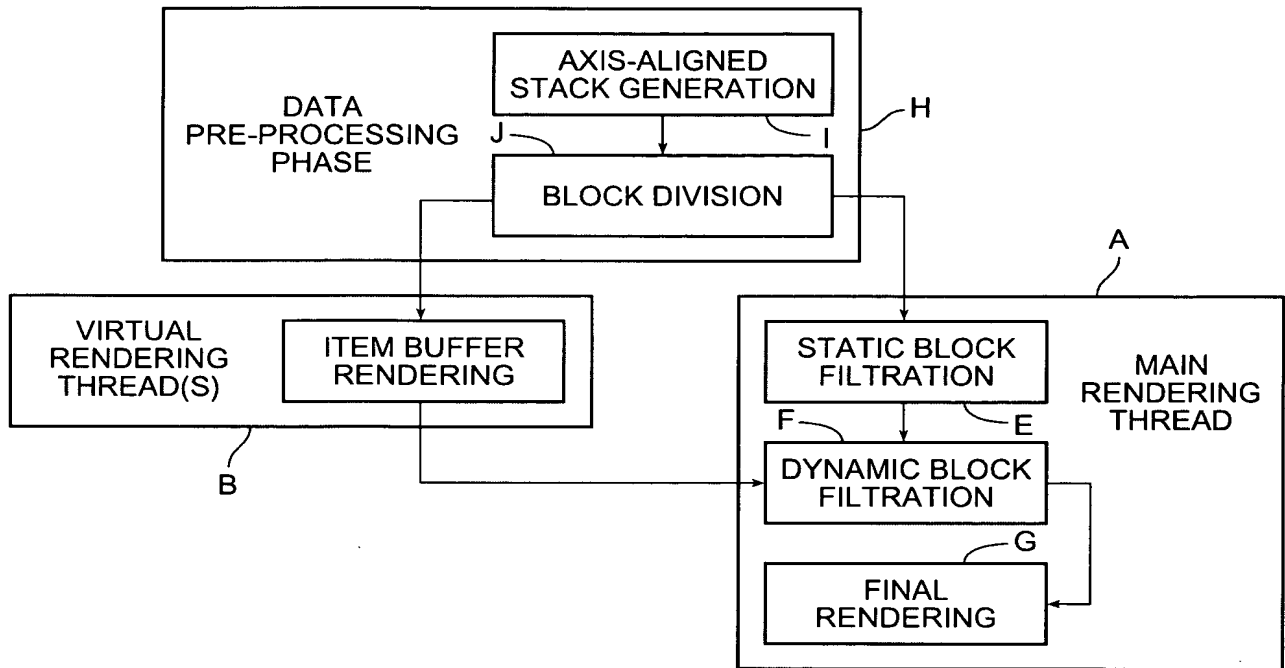 AXIS-ALIGNED
STACK GENERATION
DATA
PRE-PROCESSING
PHASE
H
I
J
BLOCK DIVISION
A
VIRTUAL
RENDERING
THREAD(S)
ITEM BUFFER
RENDERING
B
STATIC BLOCK
FILTRATION
MAIN
RENDERING
THREAD
E
F
DYNAMIC BLOCK
FILTRATION
G
FINAL
RENDERING